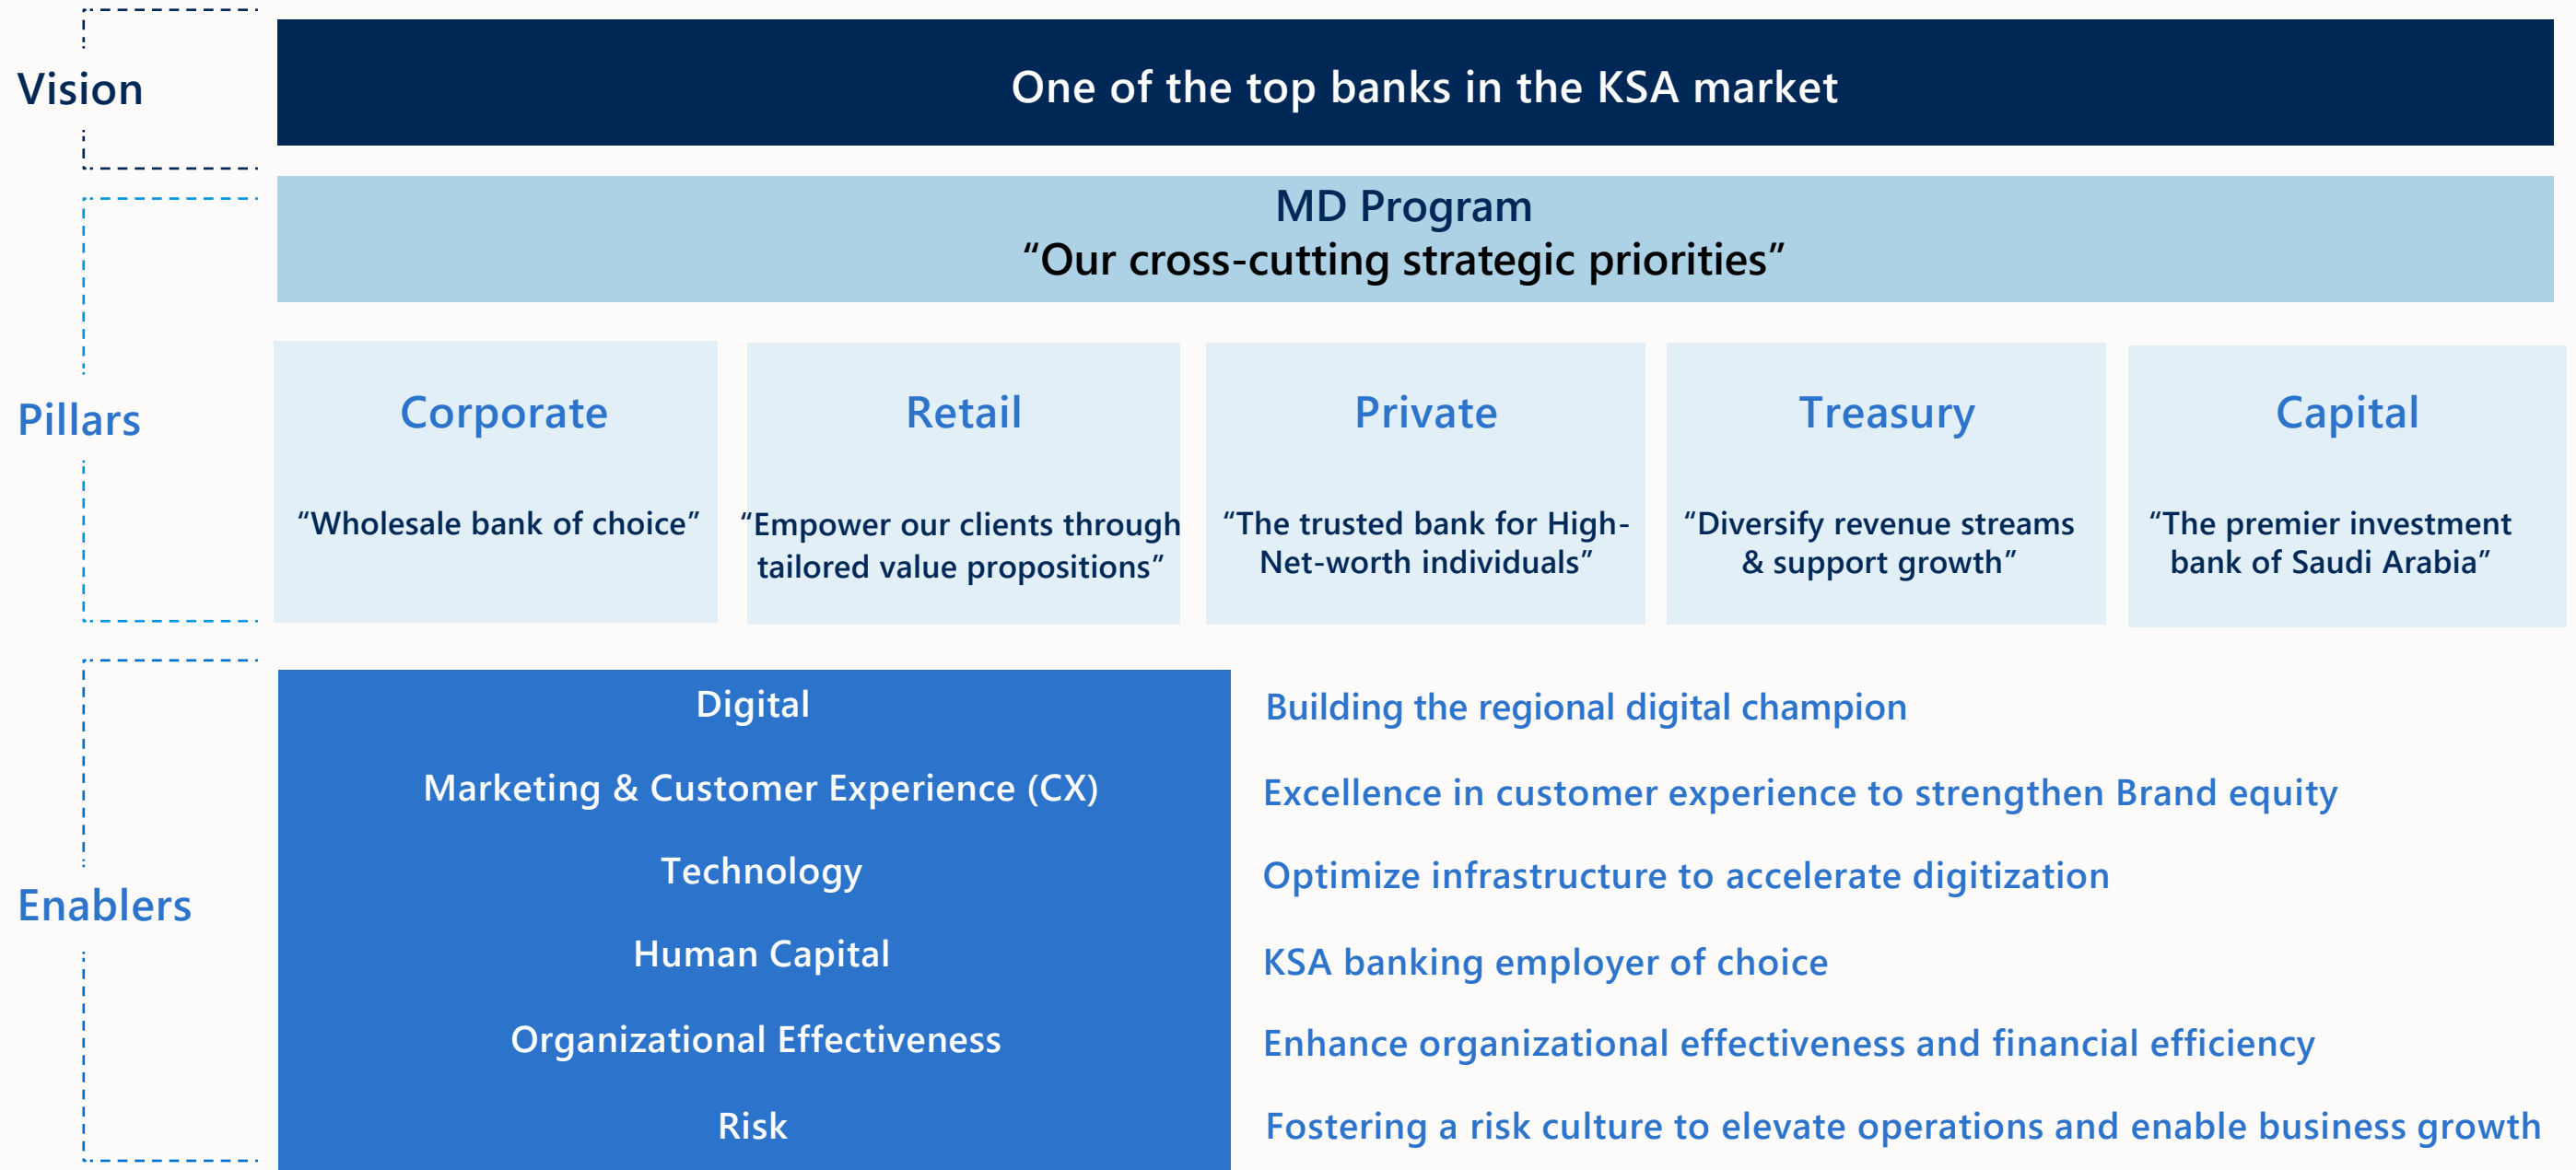 Vision
One of the top banks in the KSA market
MD Program
“Our cross-cutting strategic priorities”
Pillars
Corporate
“Wholesale bank of choice”
Retail
“Empower our clients through
tailored value propositions”
Private
“The trusted bank for High-
Net-worth individuals”
Treasury
“Diversify revenue streams
& support growth”
Capital
“The premier investment
bank of Saudi Arabia”
Enablers
Digital
Building the regional digital champion
Marketing & Customer Experience (CX)
Excellence in customer experience to strengthen Brand equity
Technology
Optimize infrastructure to accelerate digitization
Human Capital
KSA banking employer of choice
Organizational Effectiveness
Enhance organizational effectiveness and financial efficiency
Risk
Fostering a risk culture to elevate operations and enable business growth